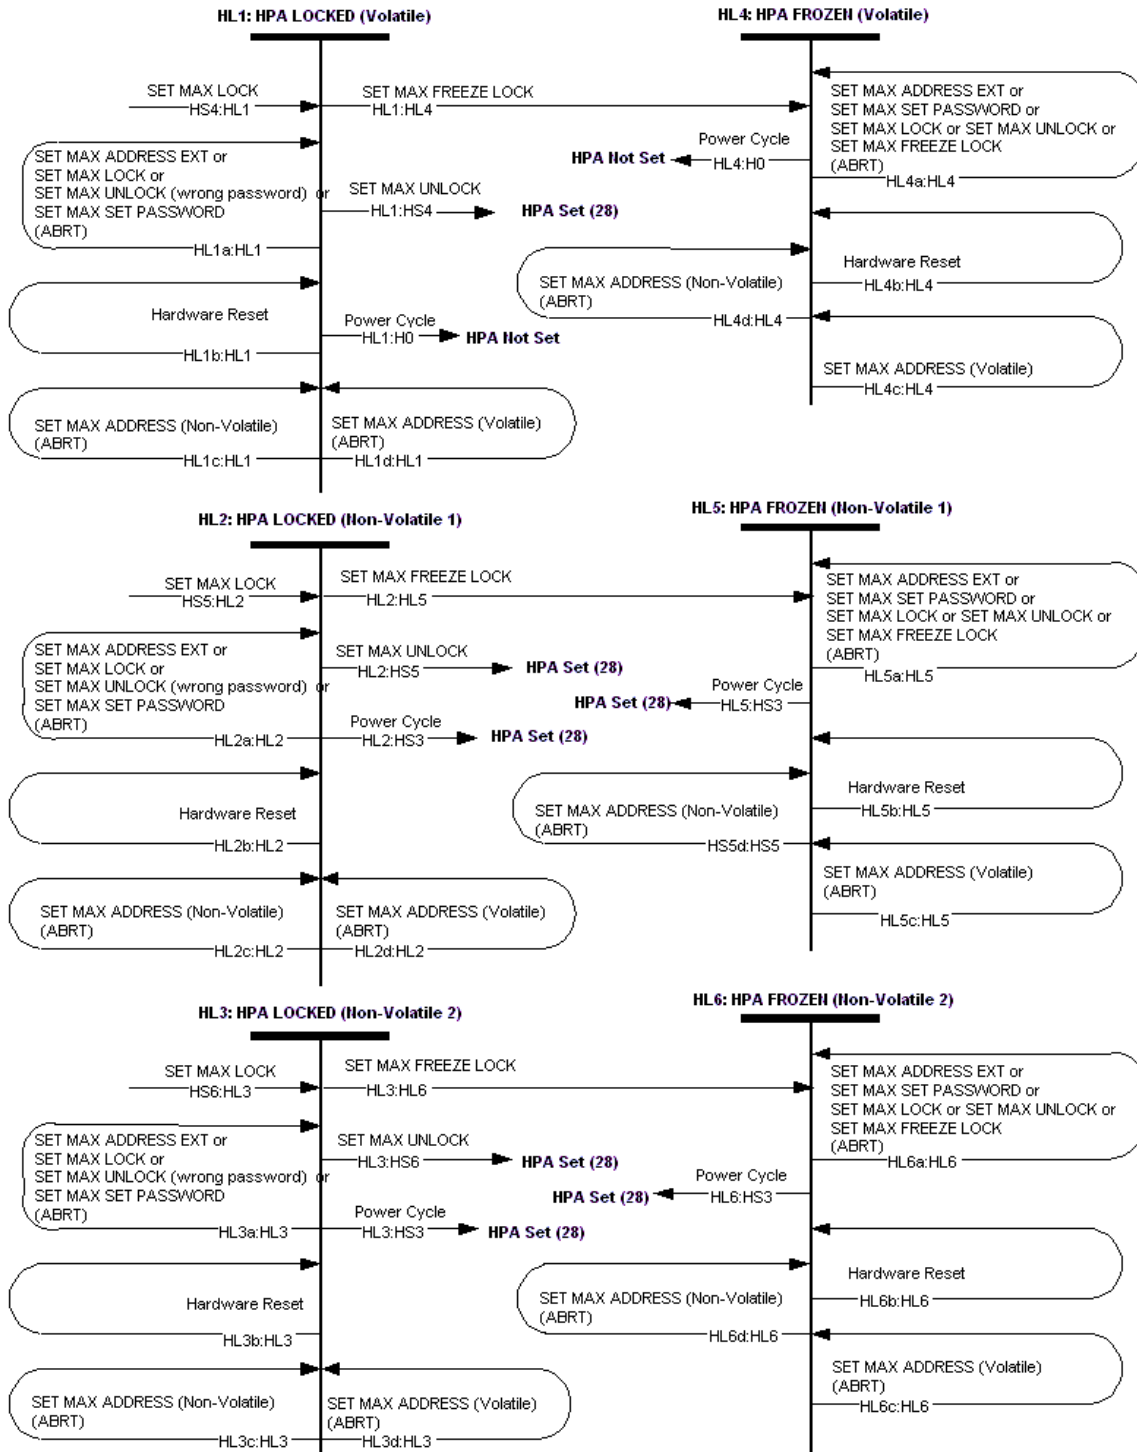 HL1: HPA LOCKED (Volatile)
HL4: HPA FROZEN (Volatile)
SET MAX LOCK
HS4:HL1
SET MAX FREEZE LOCK
HL1:HL4
SET MAX ADDRESS EXT or
SET MAX SET PASSWORD or
SET MAX LOCK or SET MAX UNLOCK or
SET MAX FREEZE LOCK
(ABRT)
HL4a:HL4
Power Cycle
HL4:H0
HPA Not Set
SET MAX ADDRESS EXT or
SET MAX LOCK or
SET MAX UNLOCK (wrong password) or
SET MAX SET PASSWORD
(ABRT)
HL1a:HL1
SET MAX UNLOCK
HL1:HS4
HPA Set (28)
Hardware Reset
HL4b:HL4
SET MAX ADDRESS (Non-Volatile)
(ABRT)
HL4d:HL4
Hardware Reset
HL1b:HL1
Power Cycle
HL1:H0
HPA Not Set
SET MAX ADDRESS (Volatile)
HL4c:HL4
SET MAX ADDRESS (Non-Volatile)
(ABRT)
HL1c:HL1
SET MAX ADDRESS (Volatile)
(ABRT)
HL1d:HL1
HL2: HPA LOCKED (Non-Volatile 1)
HL5: HPA FROZEN (Non-Volatile 1)
SET MAX LOCK
HS5:HL2
SET MAX FREEZE LOCK
HL2:HL5
SET MAX ADDRESS EXT or
SET MAX SET PASSWORD or
SET MAX LOCK or SET MAX UNLOCK or
SET MAX FREEZE LOCK
(ABRT)
HL5a:HL5
SET MAX ADDRESS EXT or
SET MAX LOCK or
SET MAX UNLOCK (wrong password) or
SET MAX SET PASSWORD
(ABRT)
HL2a:HL2
SET MAX UNLOCK
HL2:HS5
HPA Set (28)
Power Cycle
HL5:HS3
HPA Set (28)
Power Cycle
HL2:HS3
HPA Set (28)
Hardware Reset
HL5b:HL5
Hardware Reset
HL2b:HL2
SET MAX ADDRESS (Non-Volatile)
(ABRT)
HS5d:HS5
SET MAX ADDRESS (Volatile)
(ABRT)
HL5c:HL5
SET MAX ADDRESS (Non-Volatile)
(ABRT)
HL2c:HL2
SET MAX ADDRESS (Volatile)
(ABRT)
HL2d:HL2
HL3: HPA LOCKED (Non-Volatile 2)
HL6: HPA FROZEN (Non-Volatile 2)
SET MAX LOCK
HS6:HL3
SET MAX FREEZE LOCK
HL3:HL6
SET MAX ADDRESS EXT or
SET MAX SET PASSWORD or
SET MAX LOCK or SET MAX UNLOCK or
SET MAX FREEZE LOCK
(ABRT)
HL6a:HL6
SET MAX ADDRESS EXT or
SET MAX LOCK or
SET MAX UNLOCK (wrong password) or
SET MAX SET PASSWORD
(ABRT)
HL3a:HL3
SET MAX UNLOCK
HL3:HS6
HPA Set (28)
Power Cycle
HL6:HS3
HPA Set (28)
Power Cycle
HL3:HS3
HPA Set (28)
Hardware Reset
HL6b:HL6
Hardware Reset
HL3b:HL3
SET MAX ADDRESS (Non-Volatile)
(ABRT)
HL6d:HL6
SET MAX ADDRESS (Volatile)
(ABRT)
HL6c:HL6
SET MAX ADDRESS (Non-Volatile)
(ABRT)
HL3c:HL3
SET MAX ADDRESS (Volatile)
(ABRT)
HL3d:HL3